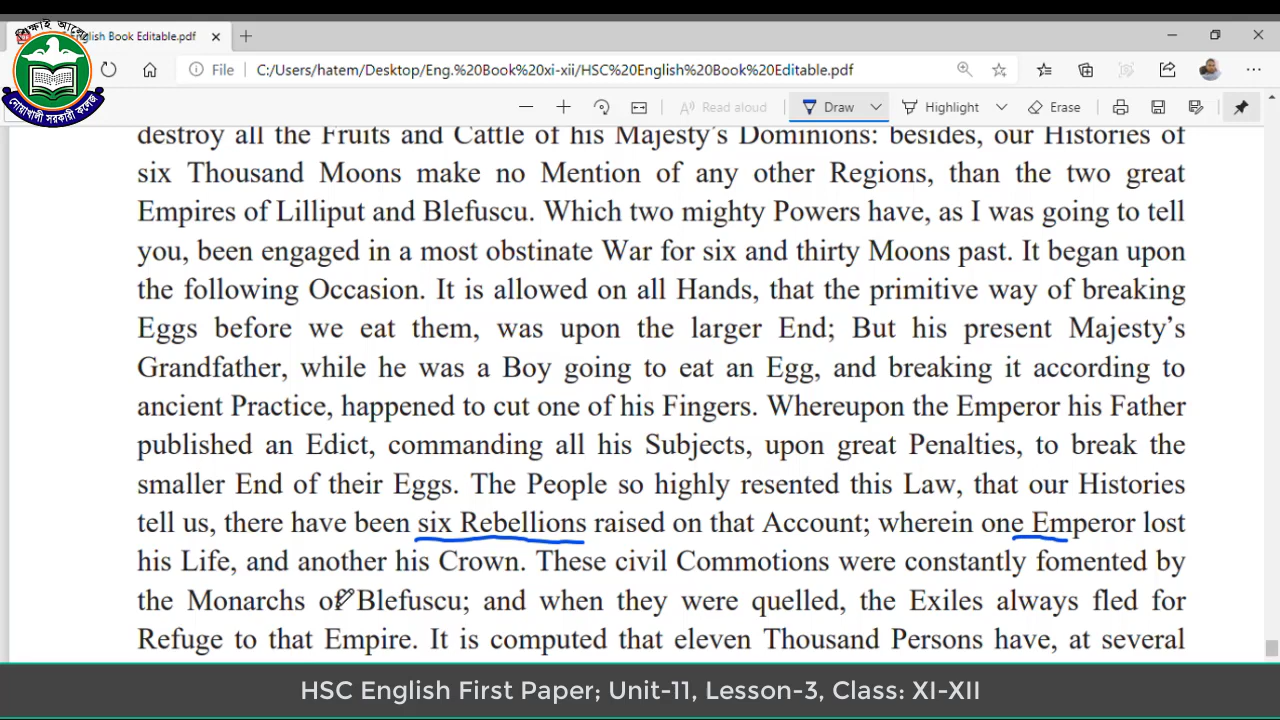 শিক্ষাই আলো
নোয়াখালী সরকারী কলেজ
English Book Editable.pdf
File
C:/Users/hatem/Desktop/Eng.%20Book%20xi-xii/HSC%20English%20Book%20Editable.pdf
Read aloud
Draw
Highlight
Erase
destroy all the Fruits and Cattle of his Majesty’s Dominions: besides, our Histories of
six Thousand Moons make no Mention of any other Regions, than the two great
Empires of Lilliput and Blefuscu. Which two mighty Powers have, as I was going to tell
you, been engaged in a most obstinate War for six and thirty Moons past. It began upon
the following Occasion. It is allowed on all Hands, that the primitive way of breaking
Eggs before we eat them, was upon the larger End; But his present Majesty’s
Grandfather, while he was a Boy going to eat an Egg, and breaking it according to
ancient Practice, happened to cut one of his Fingers. Whereupon the Emperor his Father
published an Edict, commanding all his Subjects, upon great Penalties, to break the
smaller End of their Eggs. The People so highly resented this Law, that our Histories
tell us, there have been six Rebellions raised on that Account; wherein one Emperor lost
his Life, and another his Crown. These civil Commotions were constantly fomented by
the Monarchs of Blefuscu; and when they were quelled, the Exiles always fled for
Refuge to that Empire. It is computed that eleven Thousand Persons have, at several
HSC English First Paper; Unit-11, Lesson-3, Class: XI-XII